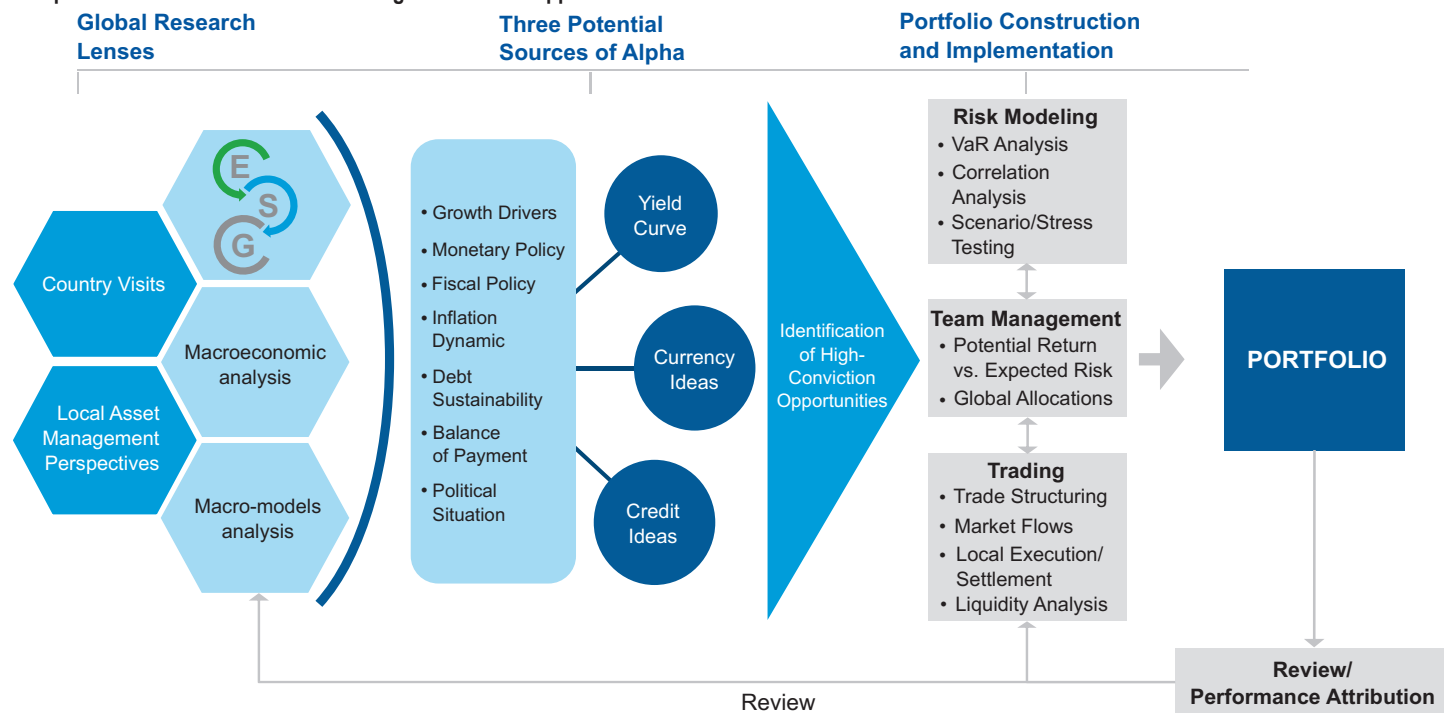 Global Research
Lenses
Three Potential
Sources of Alpha
Portfolio Construction
and Implementation
E
S
G
Country Visits
Macroeconomic
analysis
Local Asset
Management
Perspectives
Macro-models
analysis
• Growth Drivers
• Monetary Policy
• Fiscal Policy
• Inflation
Dynamic
• Debt
Sustainability
• Balance
of Payment
• Political
Situation
Yield
Curve
Currency
Ideas
Credit
Ideas
Identification
of High-
Conviction
Opportunities
Risk Modeling
• VaR Analysis
• Correlation
Analysis
• Scenario/Stress
Testing
Team Management
• Potential Return
vs. Expected Risk
• Global Allocations
Trading
• Trade Structuring
• Market Flows
• Local Execution/
Settlement
• Liquidity Analysis
PORTFOLIO
Review/
Performance Attribution
Review